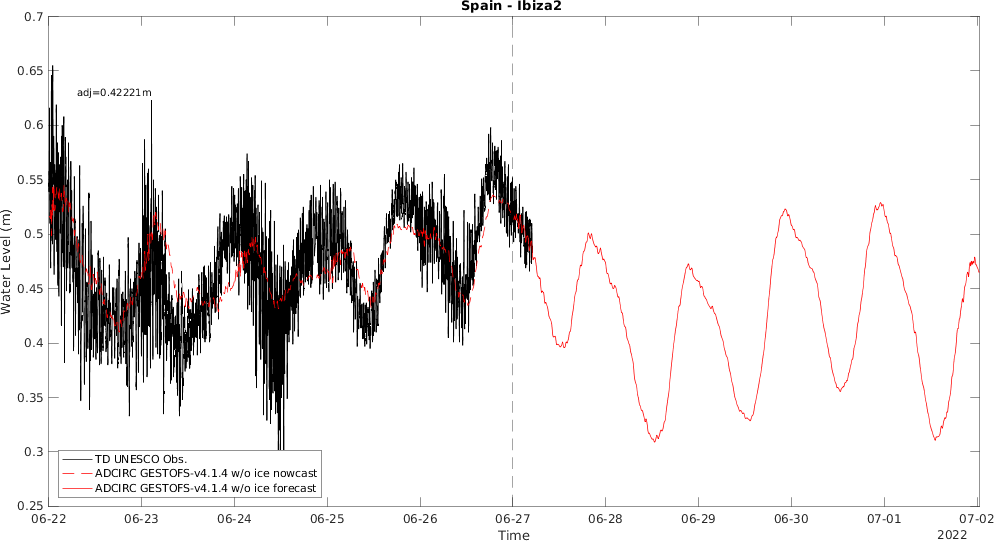 Spain - Ibiza2
0.7
0.65
0.6
0.55
0.5
0.45
0.4
0.35
0.3
0.25
Water Level (m)
adj=0.42221m
TD UNESCO Obs.
ADCIRC GESTOFS-v4.1.4 w/o ice nowcast
ADCIRC GESTOFS-v4.1.4 w/o ice forecast
06-22 06-23 06-24 06-25 06-26 06-27 06-28 06-29 06-30 07-01 07-02
Time
2022